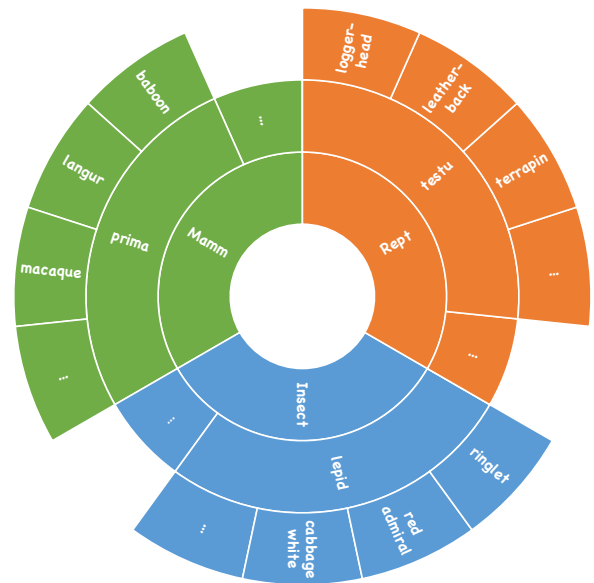 Rept
testu
logger-
head
leather-
back
terrapin
...
...
Insect
lepid
ringlet
red
admiral
cabbage
white
...
...
Mamm
prima
...
macaque
langur
baboon
...